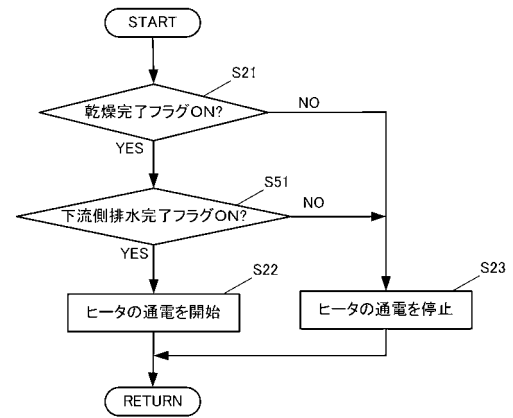 START
S21
乾燥完了フラグON?
NO
YES
S51
下流側排水完了フラグON?
NO
YES
S22
ヒータの通電を開始
S23
ヒータの通電を停止
RETURN